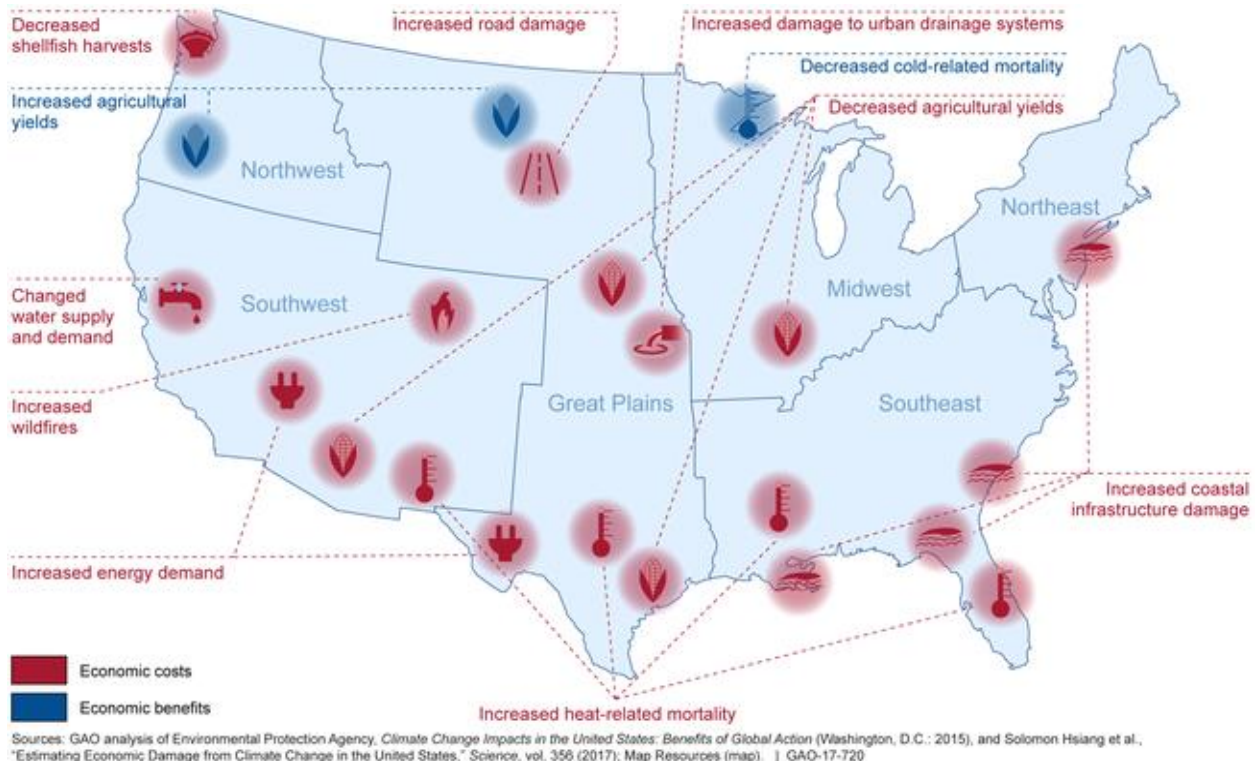 Decreased
shellfish harvests
Increased road damage
Increased damage to urban drainage systems
Decreased cold-related mortality
Increased agricultural
yields
Decreased agricultural yields
Northwest
Northeast
Changed
water supply
and demand
Southwest
Midwest
Increased
wildfires
Great Plains
Southeast
Increased coastal
infrastructure damage
Increased energy demand
Economic costs
Economic benefits
Increased heat-related mortality
Sources: GAO analysis of Environmental Protection Agency, Climate Change Impacts in the United States: Benefits of Global Action (Washington, D.C.: 2015), and Solomon Hsiang et al.,
"Estimating Economic Damage from Climate Change in the United States," Science, vol. 356 (2017); Map Resources (map). | GAO-17-720